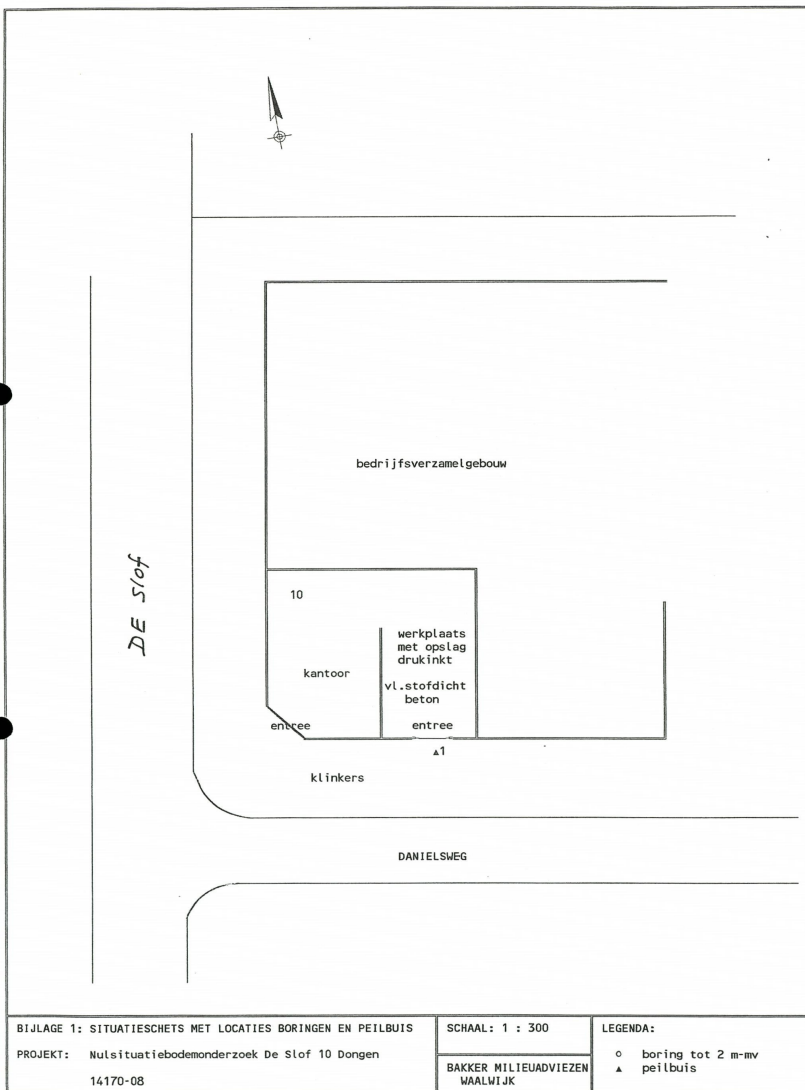 bedrijfsverzamelgebouw
DE Slof
10
werkplaats
met opslag
drukinkt
kantoor
vl.stofdicht
beton
entree
entree
▲1
klinkers
DANIELSWEG
BIJLAGE 1: SITUATIESCHETS MET LOCATIES BORINGEN EN PEILBUIS
PROJEKT: Nulsituatiebodemonderzoek De Slof 10 Dongen
14170-08
SCHAAL: 1 : 300
BAKKER MILIEUADVIEZEN
WAALWIJK
LEGENDA:
o boring tot 2 m-mv
▲ peilbuis